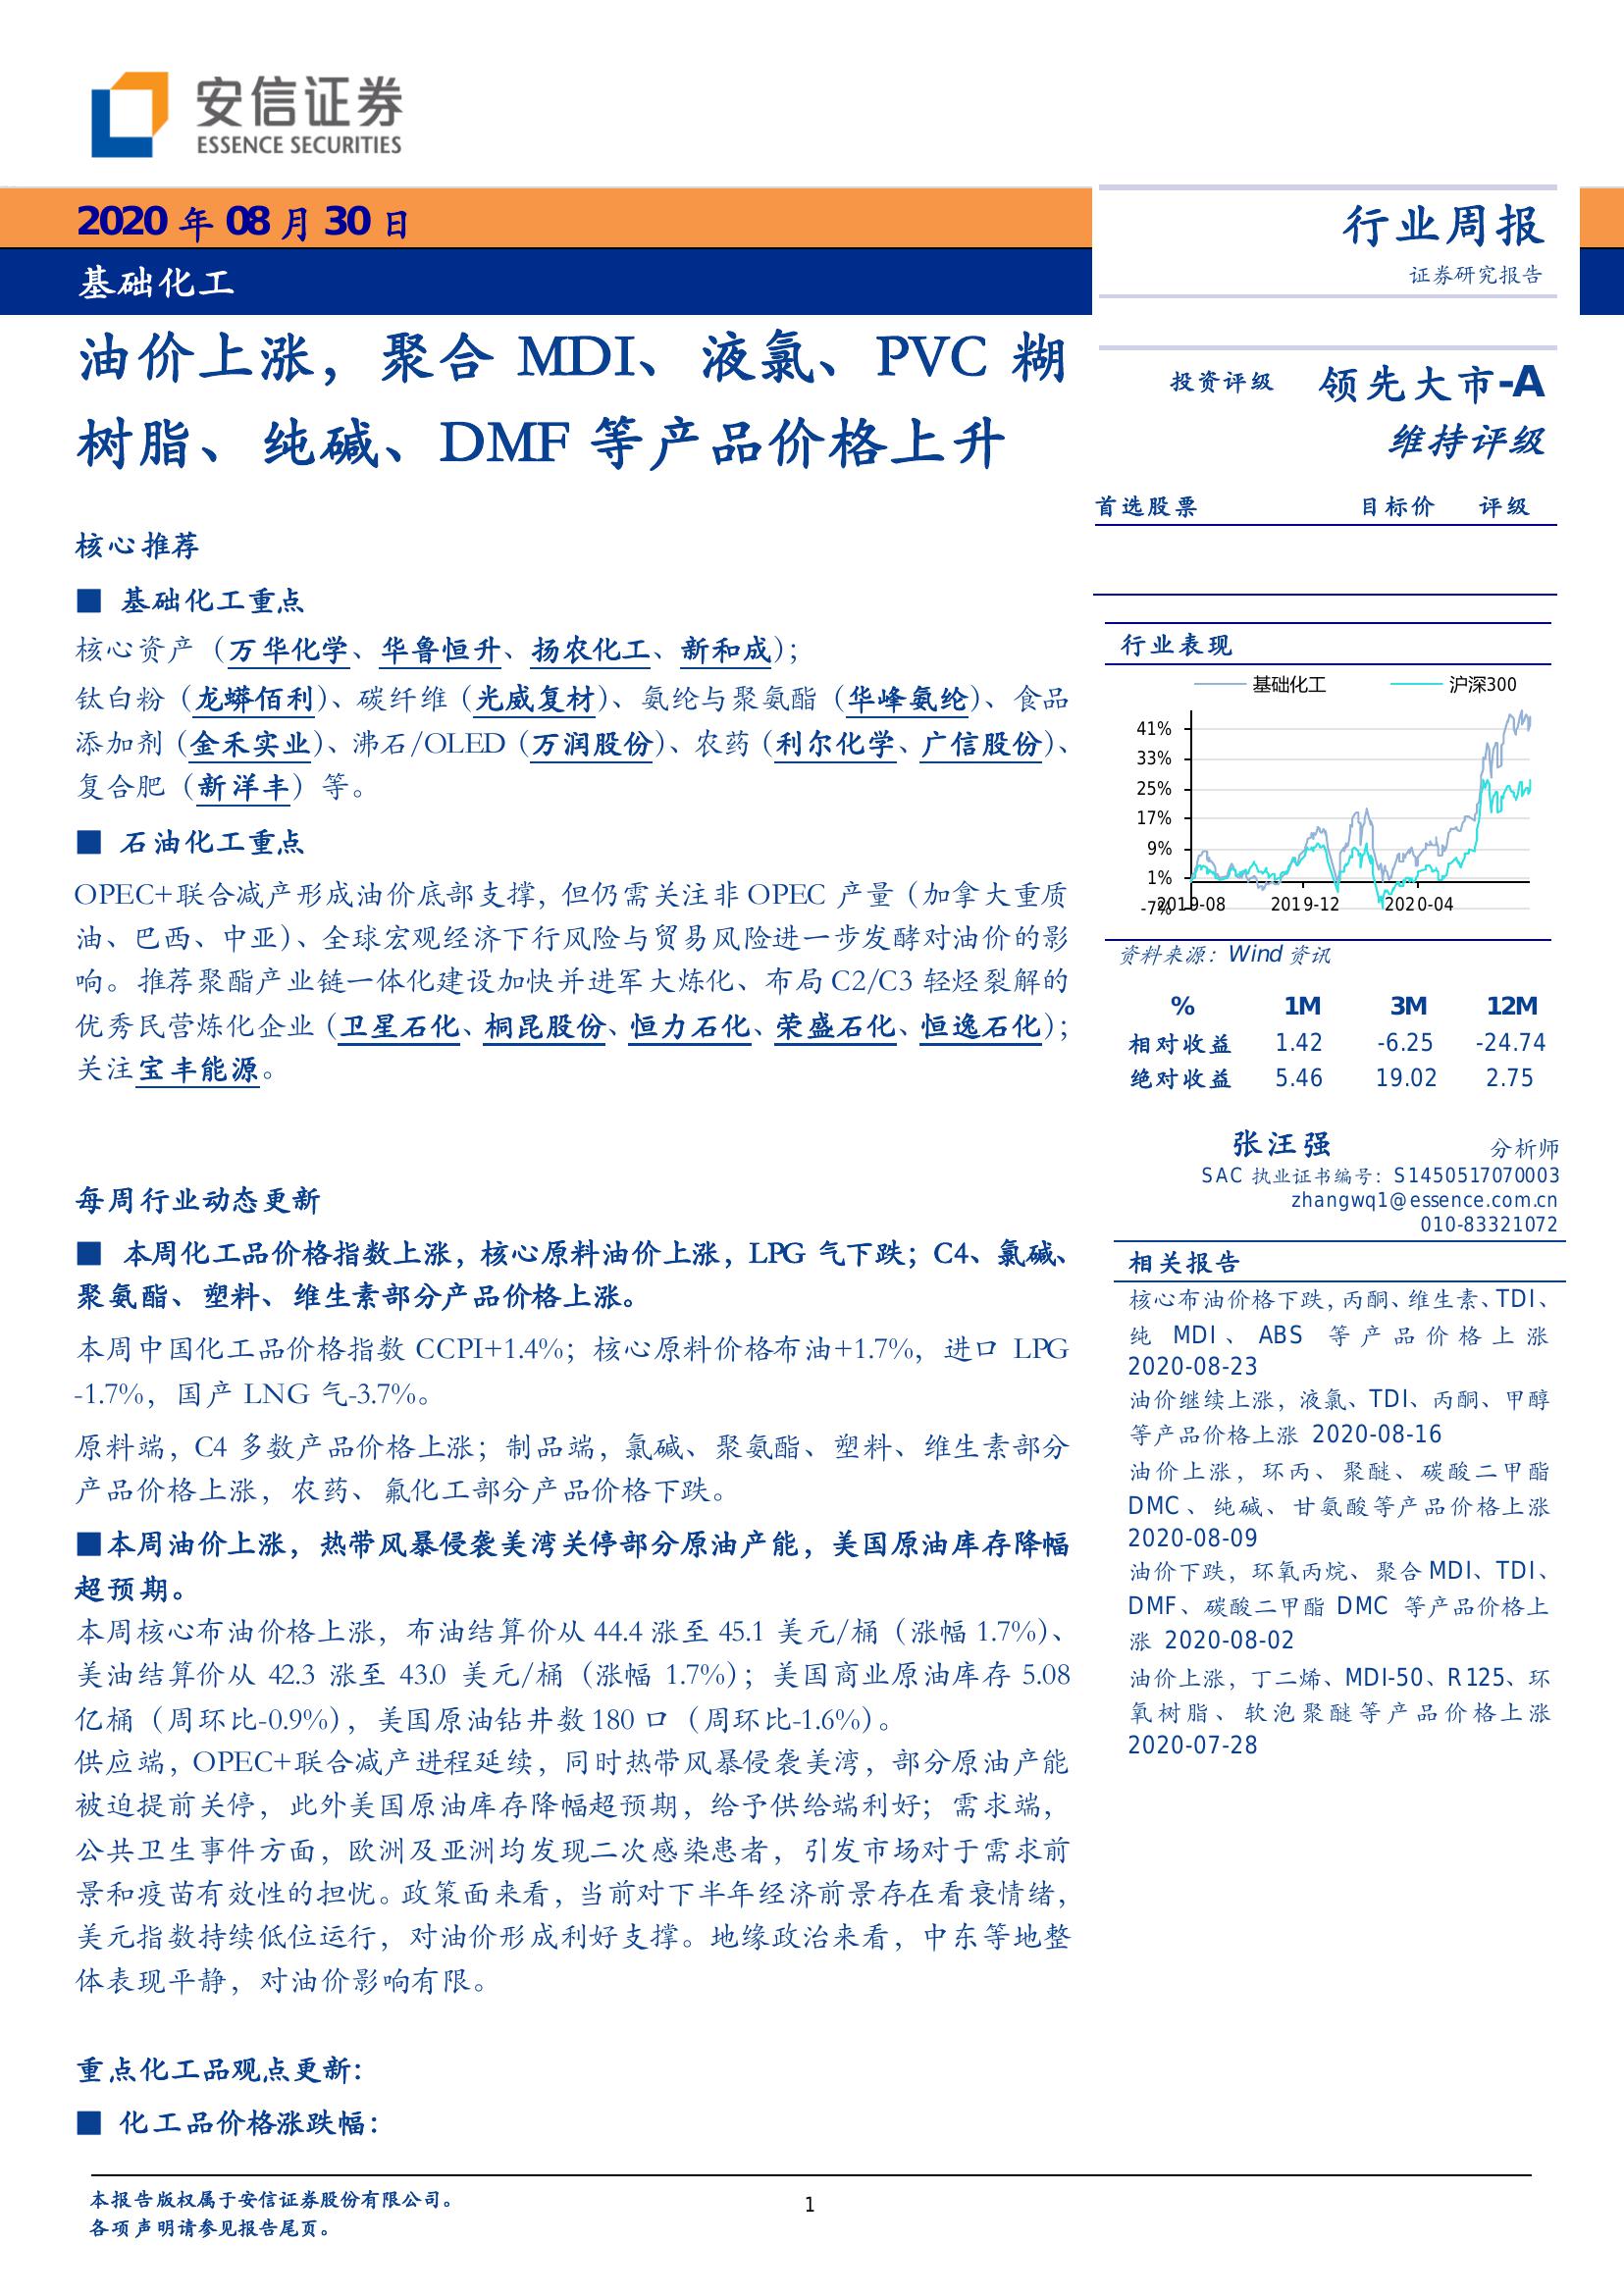 安信证券
ESSENCE SECURITIES
2020 年 08 月 30 日
基础化工
行业周报
证券研究报告
油价上涨，聚合 MDI、液氯、PVC 糊
树脂、纯碱、DMF 等产品价格上升
核心推荐
■ 基础化工重点
核心资产（万华化学、华鲁恒升、扬农化工、新和成）；
钛白粉（龙蟒佰利）、碳纤维（光威复材）、氨纶与聚氨酯（华峰氨纶）、食品
添加剂（金禾实业）、沸石/OLED（万润股份）、农药（利尔化学、广信股份）、
复合肥（新洋丰）等。
■ 石油化工重点
OPEC+联合减产形成油价底部支撑，但仍需关注非 OPEC 产量（加拿大重质
油、巴西、中亚）、全球宏观经济下行风险与贸易风险进一步发酵对油价的影
响。推荐聚酯产业链一体化建设加快并进军大炼化、布局 C2/C3 轻烃裂解的
优秀民营炼化企业（卫星石化、桐昆股份、恒力石化、荣盛石化、恒逸石化）；
关注宝丰能源。
每周行业动态更新
■ 本周化工品价格指数上涨，核心原料油价上涨，LPG 气下跌；C4、氯碱、
聚氨酯、塑料、维生素部分产品价格上涨。
本周中国化工品价格指数 CCPI+1.4%；核心原料价格布油+1.7%，进口 LPG
-1.7%，国产 LNG 气-3.7%。
原料端，C4 多数产品价格上涨；制品端，氯碱、聚氨酯、塑料、维生素部分
产品价格上涨，农药、氟化工部分产品价格下跌。
■本周油价上涨，热带风暴侵袭美湾关停部分原油产能，美国原油库存降幅
超预期。
本周核心布油价格上涨，布油结算价从 44.4 涨至 45.1 美元/桶（涨幅 1.7%）、
美油结算价从 42.3 涨至 43.0 美元/桶（涨幅 1.7%）；美国商业原油库存 5.08
亿桶（周环比-0.9%），美国原油钻井数 180 口（周环比-1.6%）。
供应端，OPEC+联合减产进程延续，同时热带风暴侵袭美湾，部分原油产能
被迫提前关停，此外美国原油库存降幅超预期，给予供给端利好；需求端，
公共卫生事件方面，欧洲及亚洲均发现二次感染患者，引发市场对于需求前
景和疫苗有效性的担忧。政策面来看，当前对下半年经济前景存在看衰情绪，
美元指数持续低位运行，对油价形成利好支撑。地缘政治来看，中东等地整
体表现平静，对油价影响有限。
重点化工品观点更新：
■ 化工品价格涨跌幅：
投资评级 领先大市-A
维持评级
首选股票 目标价 评级
行业表现
基础化工 沪深300
41%
33%
25%
17%
9%
1%
-7%
2019-08 2019-12 2020-04
资料来源：Wind 资讯
% 1M 3M 12M
相对收益 1.42 -6.25 -24.74
绝对收益 5.46 19.02 2.75
张汪强 分析师
SAC 执业证书编号：S1450517070003
zhangwq1@essence.com.cn
010-83321072
相关报告
核心布油价格下跌，丙酮、维生素、TDI、
纯 MDI、ABS 等产品价格上涨
2020-08-23
油价继续上涨，液氯、TDI、丙酮、甲醇
等产品价格上涨 2020-08-16
油价上涨，环丙、聚醚、碳酸二甲酯
DMC、纯碱、甘氨酸等产品价格上涨
2020-08-09
油价下跌，环氧丙烷、聚合 MDI、TDI、
DMF、碳酸二甲酯 DMC 等产品价格上
涨 2020-08-02
油价上涨，丁二烯、MDI-50、R125、环
氧树脂、软泡聚醚等产品价格上涨
2020-07-28
本报告版权属于安信证券股份有限公司。
各项声明请参见报告尾页。
1